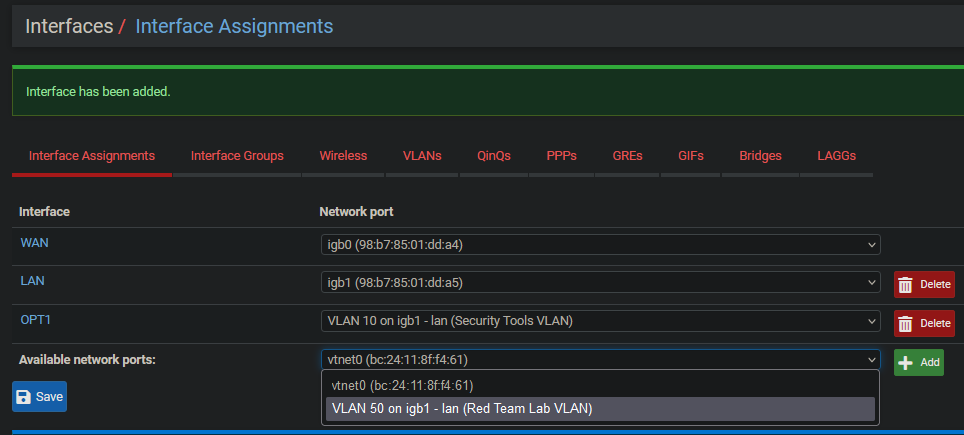 Interfaces / Interface Assignments
Interface has been added.
Interface Assignments Interface Groups Wireless VLANs QinQs PPPs GREs GIFs Bridges LAGGs
Interface Network port
WAN igb0 (98:b7:85:01:dd:a4)
LAN igb1 (98:b7:85:01:dd:a5) Delete
OPT1 VLAN 10 on igb1 - lan (Security Tools VLAN) Delete
Available network ports: vtnet0 (bc:24:11:8f:f4:61) Add
vtnet0 (bc:24:11:8f:f4:61)
Save VLAN 50 on igb1 - lan (Red Team Lab VLAN)